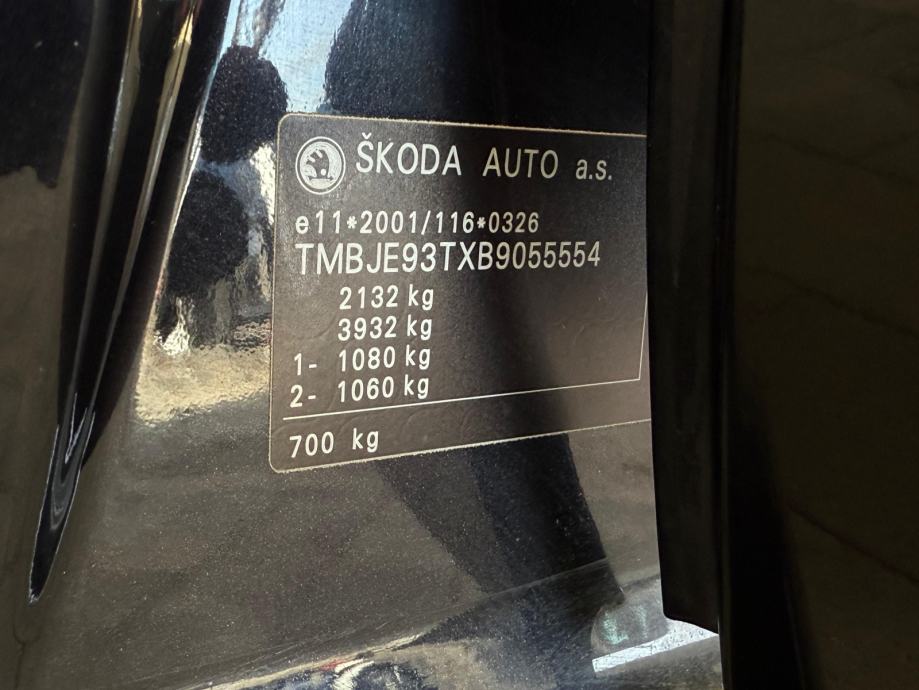 ŠKODA AUTO a.s.
e11*2001/116*0326
TMBJE93TXB9055554
2132 kg
3932 kg
1- 1080 kg
2- 1060 kg
700 kg